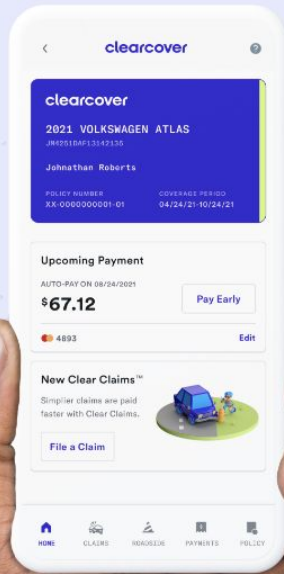 clearcover
?
clearcover
2021 VOLKSWAGEN ATLAS
Johnathan Roberts
POLICY NUMBER COVERAGE PERIOD
XX-0000000001-01 04/24/21-10/24/21
Upcoming Payment
AUTO-PAY ON 08/24/2021
$67.12
Pay Early
4893 Edit
New Clear Claims™
Simplier claims are paid
faster with Clear Claims.
File a Claim
HOME CLAIMS ROADSIDE PAYMENTS POLICY